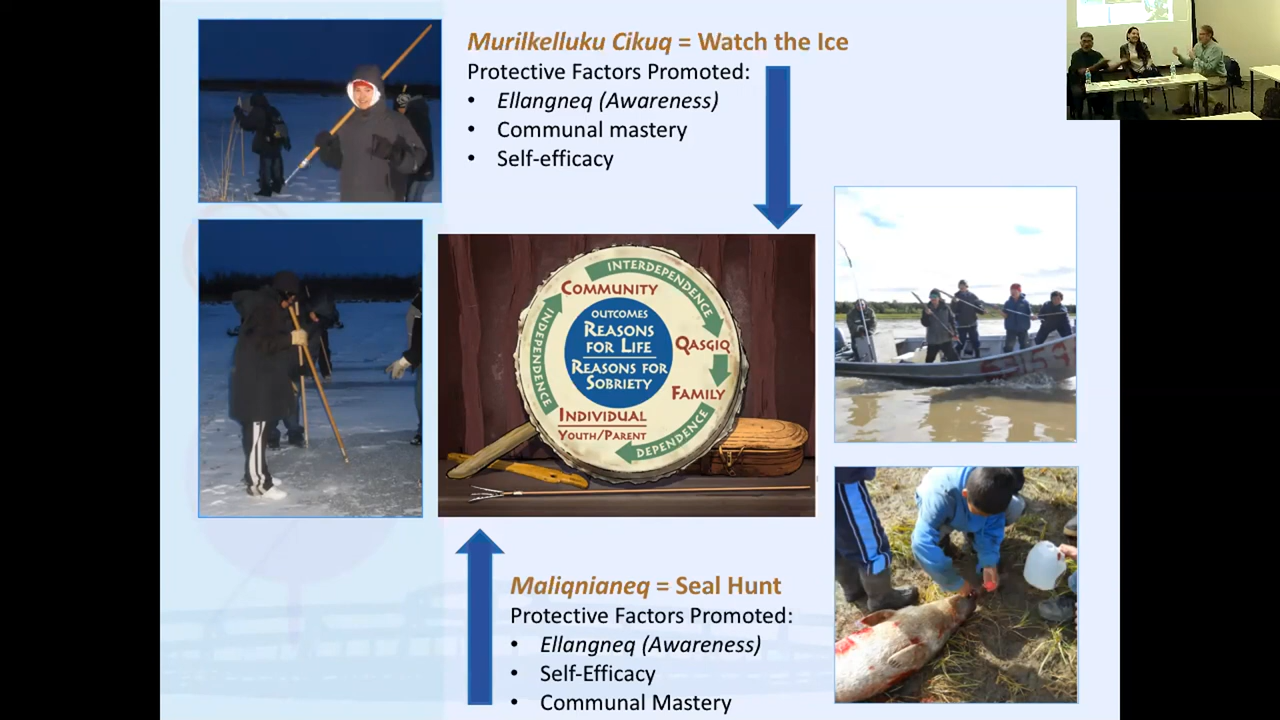 Murilkelluku Cikuq = Watch the Ice
Protective Factors Promoted:
• Ellangneq (Awareness)
• Communal mastery
• Self-efficacy
INTERDEPENDENCE
COMMUNITY
OUTCOMES
REASONS
FOR LIFE
REASONS FOR
SOBRIETY
QASGIQ
FAMILY
INDEPENDENCE
INDIVIDUAL
YOUTH/PARENT
DEPENDENCE
Maliqnianeq = Seal Hunt
Protective Factors Promoted:
• Ellangneq (Awareness)
• Self-Efficacy
• Communal Mastery